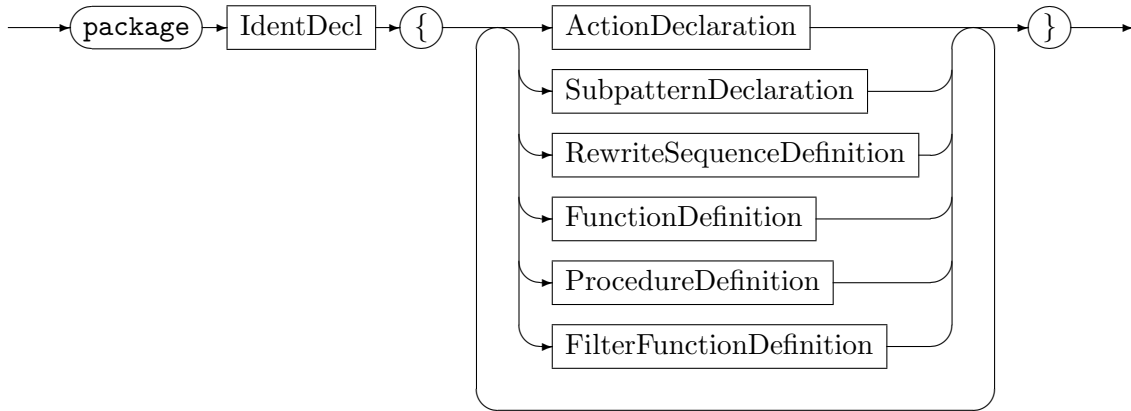 package IdentDecl { ActionDeclaration }
SubpatternDeclaration
RewriteSequenceDefinition
FunctionDefinition
ProcedureDefinition
FilterFunctionDefinition